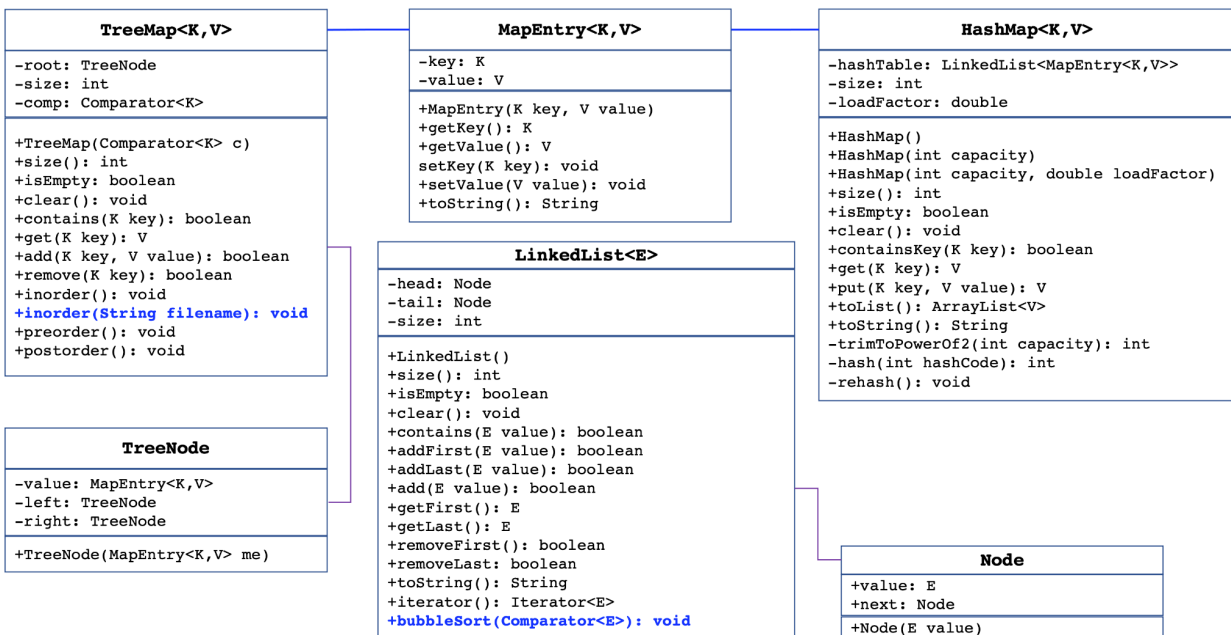 TreeMap<K,V>
-root: TreeNode
-size: int
-comp: Comparator<K>
+TreeMap(Comparator<K> c)
+size(): int
+isEmpty: boolean
+clear(): void
+contains(K key): boolean
+get(K key): V
+add(K key, V value): boolean
+remove(K key): boolean
+inorder(): void
+inorder(String filename): void
+preorder(): void
+postorder(): void
MapEntry<K,V>
-key: K
-value: V
+MapEntry(K key, V value)
+getKey(): K
+getValue(): V
setKey(K key): void
+setValue(V value): void
+toString(): String
HashMap<K,V>
-hashTable: LinkedList<MapEntry<K,V>>
-size: int
-loadFactor: double
+HashMap()
+HashMap(int capacity)
+HashMap(int capacity, double loadFactor)
+size(): int
+isEmpty: boolean
+clear(): void
+containsKey(K key): boolean
+get(K key): V
+put(K key, V value): V
+toList(): ArrayList<V>
+toString(): String
-trimToPowerOf2(int capacity): int
-hash(int hashCode): int
-rehash(): void
TreeNode
-value: MapEntry<K,V>
-left: TreeNode
-right: TreeNode
+TreeNode(MapEntry<K,V> me)
LinkedList<E>
-head: Node
-tail: Node
-size: int
+LinkedList()
+size(): int
+isEmpty: boolean
+clear(): void
+contains(E value): boolean
+addFirst(E value): boolean
+addLast(E value): boolean
+add(E value): boolean
+getFirst(): E
+getLast(): E
+removeFirst(): boolean
+removeLast: boolean
+toString(): String
+iterator(): Iterator<E>
+bubbleSort(Comparator<E>): void
Node
+value: E
+next: Node
+Node(E value)